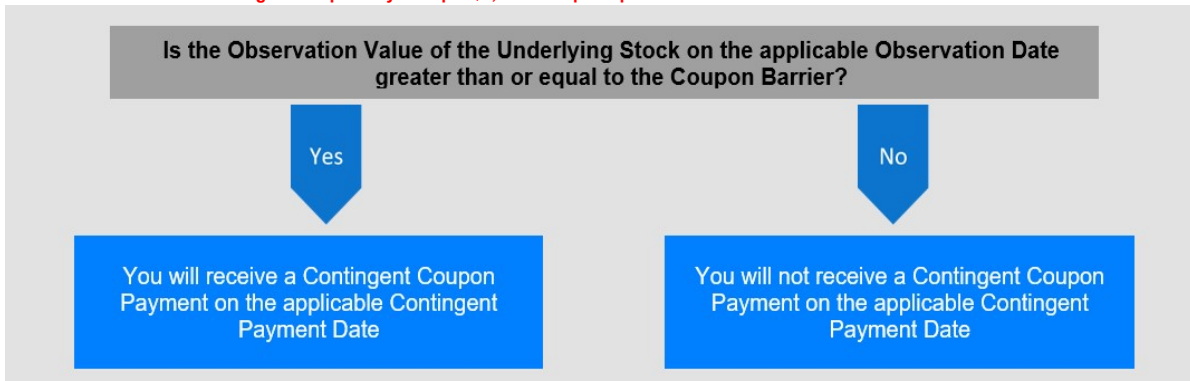 Is the Observation Value of the Underlying Stock on the applicable Observation Date
greater than or equal to the Coupon Barrier?
Yes
No
You will receive a Contingent Coupon
Payment on the applicable Contingent
Payment Date
You will not receive a Contingent Coupon
Payment on the applicable Contingent
Payment Date